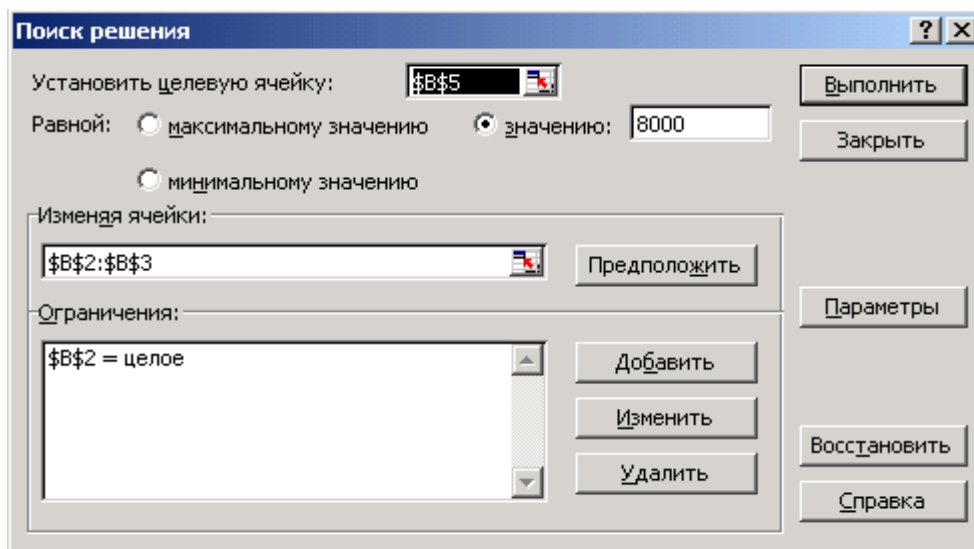 Поиск решения
Установить целевую ячейку: $B$5 Выполнить
Равной: максимальному значению значению: 8000 Закрыть
минимальному значению
Изменяя ячейки:
$B$2:$B$3 Предположить
Параметры
Ограничения:
$B$2 = целое Добавить
Изменить
Восстановить
Удалить
Справка